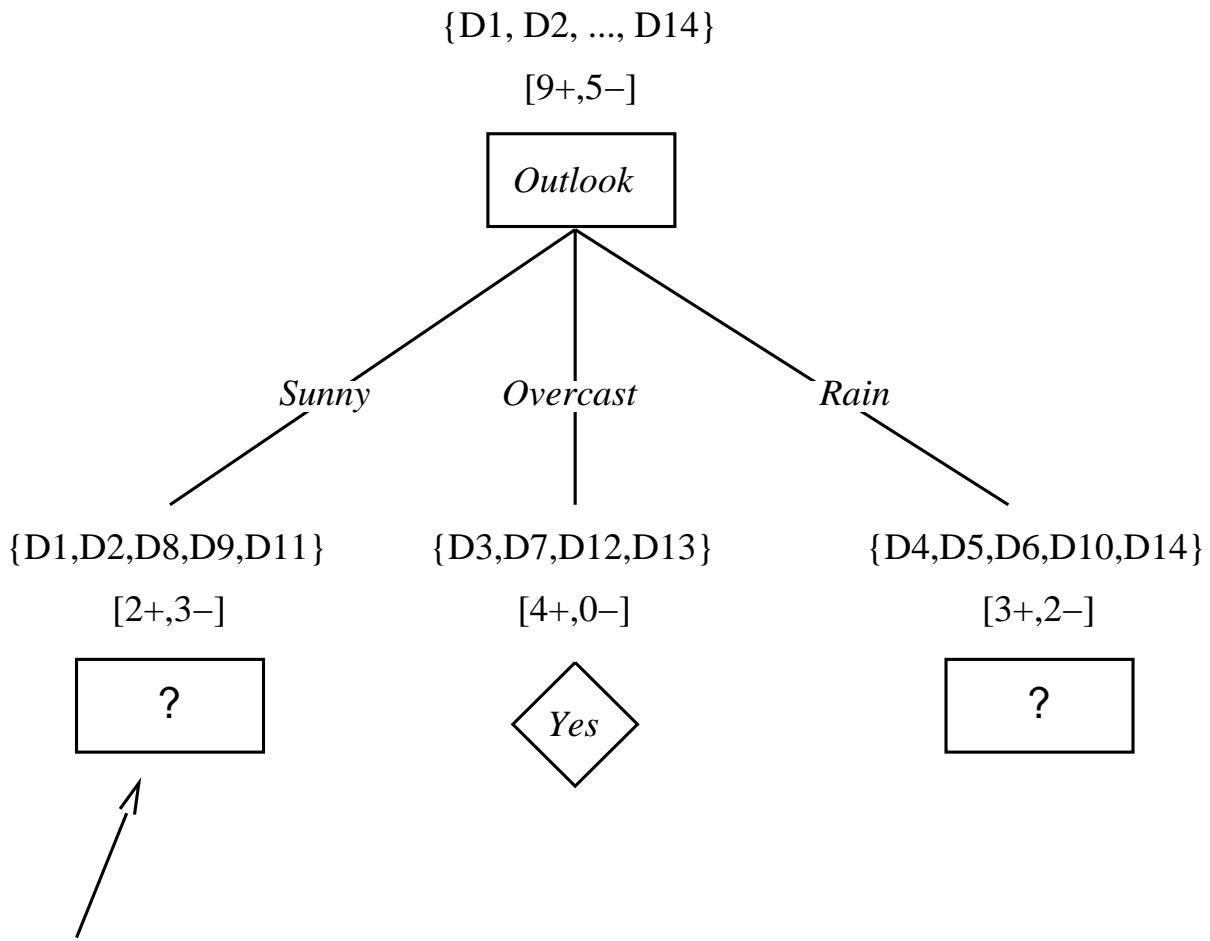 {D1, D2, ..., D14}
[9+,5−]
Outlook
Sunny Overcast Rain
{D1,D2,D8,D9,D11} {D3,D7,D12,D13} {D4,D5,D6,D10,D14}
[2+,3−] [4+,0−] [3+,2−]
? Yes ?